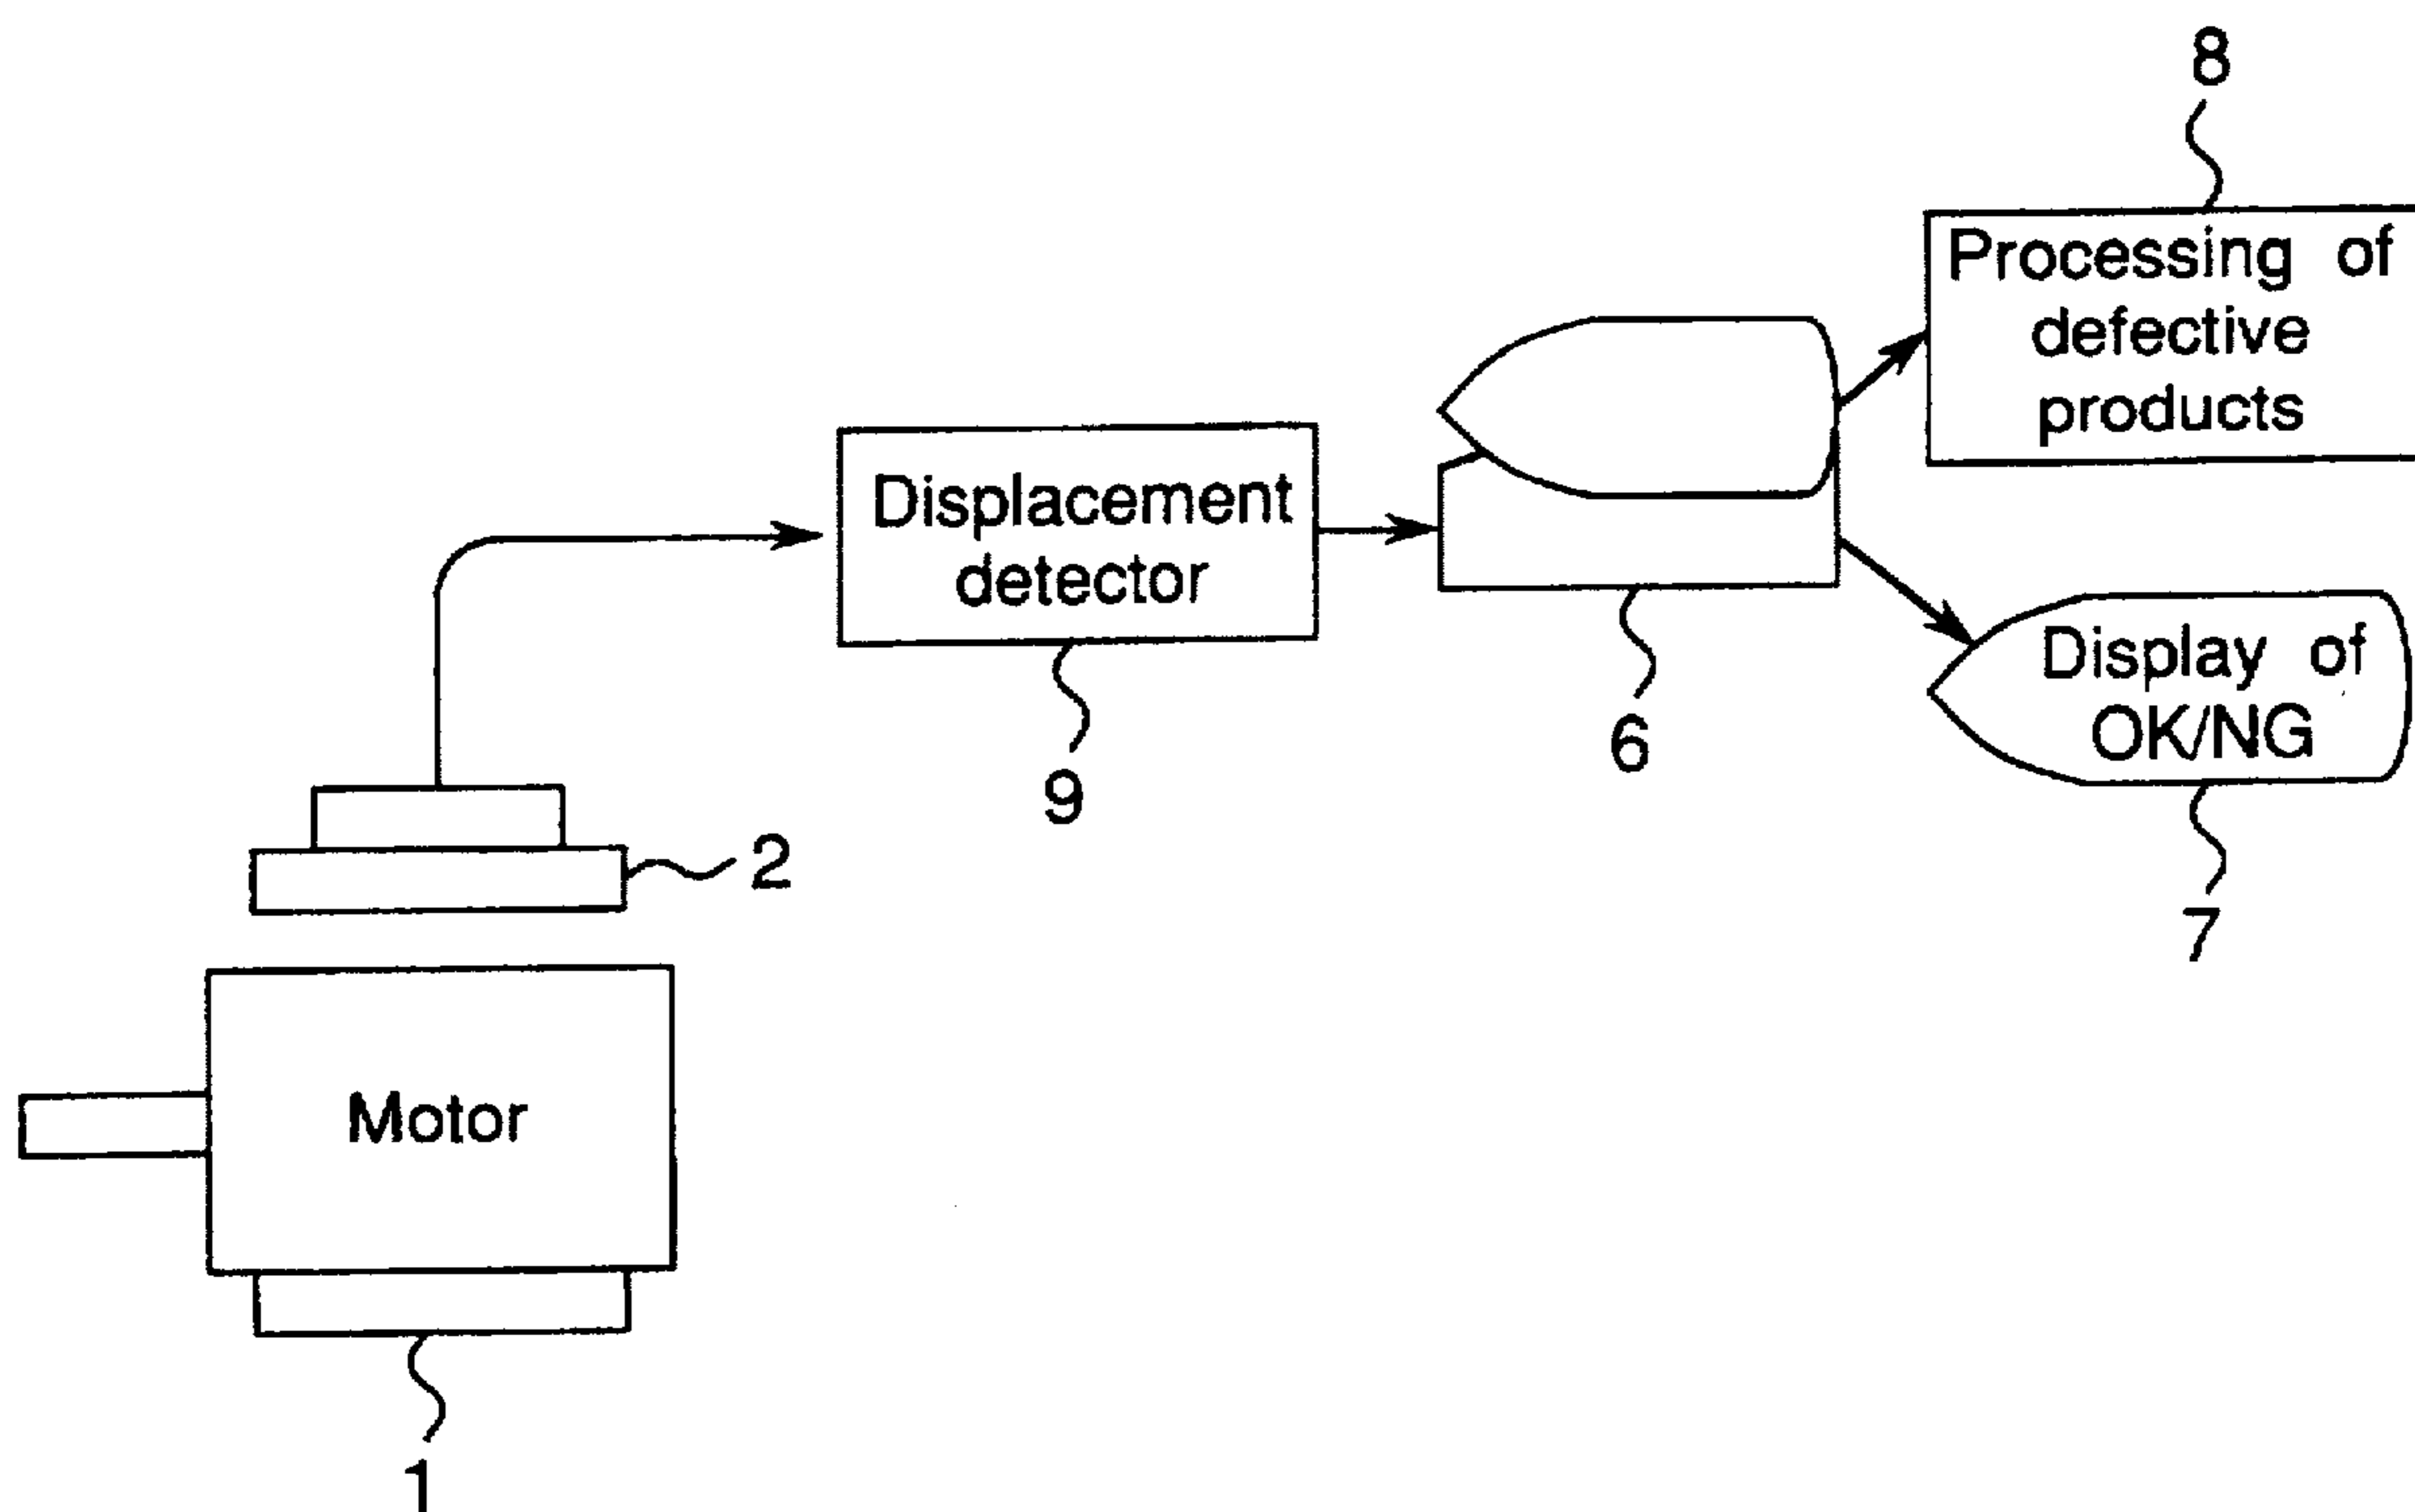 8
Processing of
defective
products
Displacement
detector
Display of
OK/NG
6
9
2
7
Motor
1